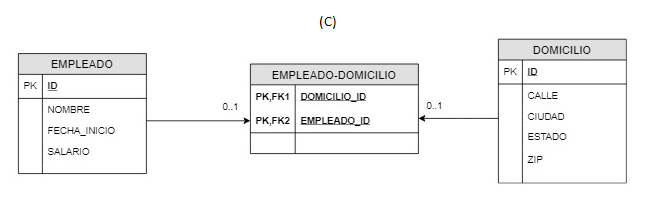 (C)
EMPLEADO
PK ID
NOMBRE
FECHA_INICIO
SALARIO
0..1
EMPLEADO-DOMICILIO
PK,FK1 DOMICILIO_ID
PK,FK2 EMPLEADO_ID
0..1
DOMICILIO
PK ID
CALLE
CIUDAD
ESTADO
ZIP